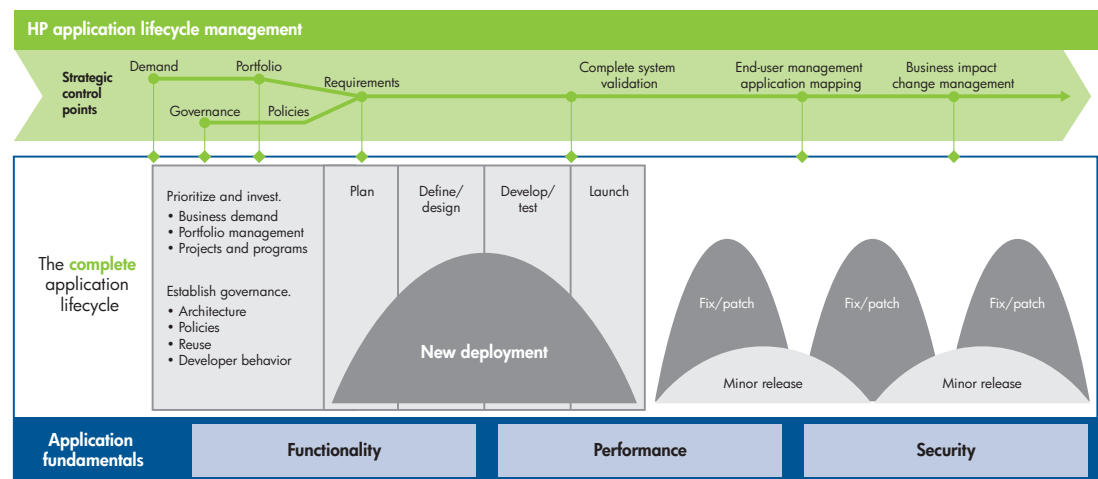 HP application lifecycle management
Strategic
control
points
Demand
Portfolio
Governance
Policies
Requirements
Complete system
validation
End-user management
application mapping
Business impact
change management
The complete
application
lifecycle
Prioritize and invest.
• Business demand
• Portfolio management
• Projects and programs
Establish governance.
• Architecture
• Policies
• Reuse
• Developer behavior
Plan
Define/
design
Develop/
test
Launch
New deployment
Fix/patch
Fix/patch
Fix/patch
Minor release
Minor release
Application
fundamentals
Functionality
Performance
Security